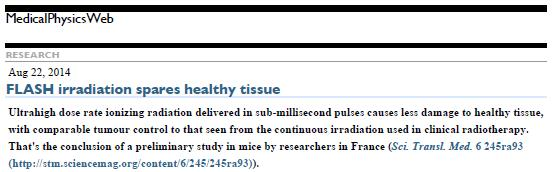 MedicalPhysicsWeb
RESEARCH
Aug 22, 2014
FLASH irradiation spares healthy tissue
Ultrahigh dose rate ionizing radiation delivered in sub-millisecond pulses causes less damage to healthy tissue,
with comparable tumour control to that seen from the continuous irradiation used in clinical radiotherapy.
That's the conclusion of a preliminary study in mice by researchers in France (Sci. Transl. Med. 6 245ra93
(http://stm.sciencemag.org/content/6/245/245ra93)).